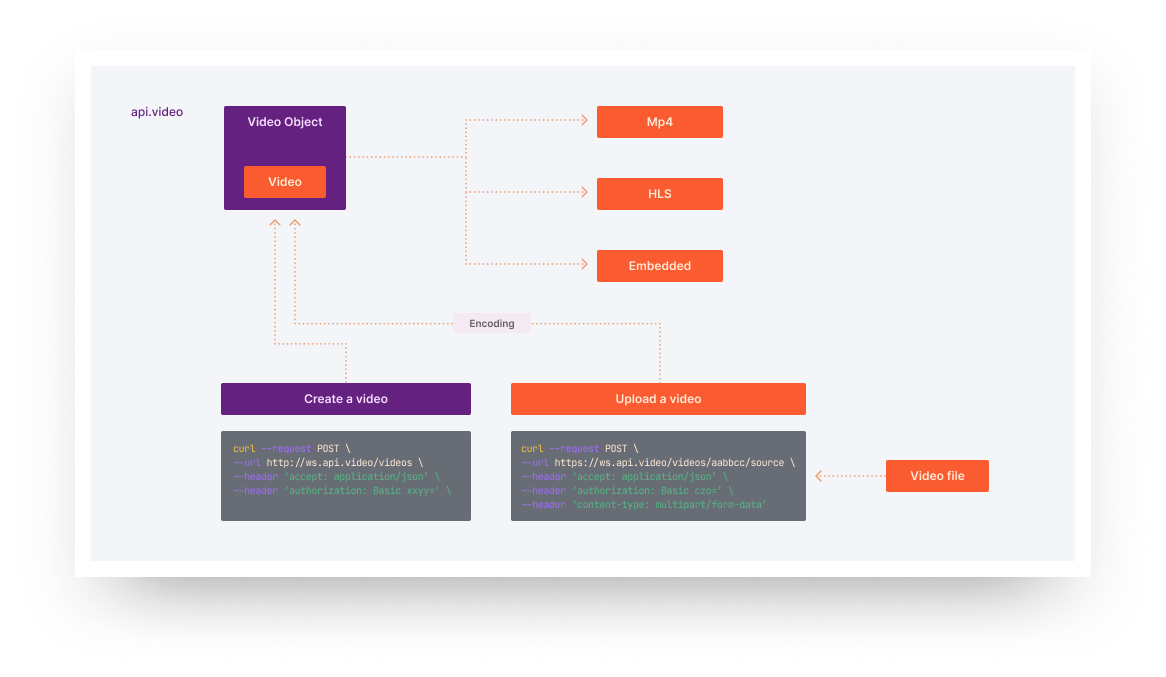 api.video
Video Object
Video
Mp4
HLS
Embedded
Encoding
Create a video
Upload a video
curl --request POST \
--url http://ws.api.video/videos \
--header ‘accept: application/json’ \
--header ‘authorization: Basic xxyy=’ \
curl --request POST \
--url https://ws.api.video/videos/aabbcc/source \
--header ‘accept: application/json’ \
--header ‘authorization: Basic czo=’ \
--header ‘content-type: multipart/form-data’
Video file